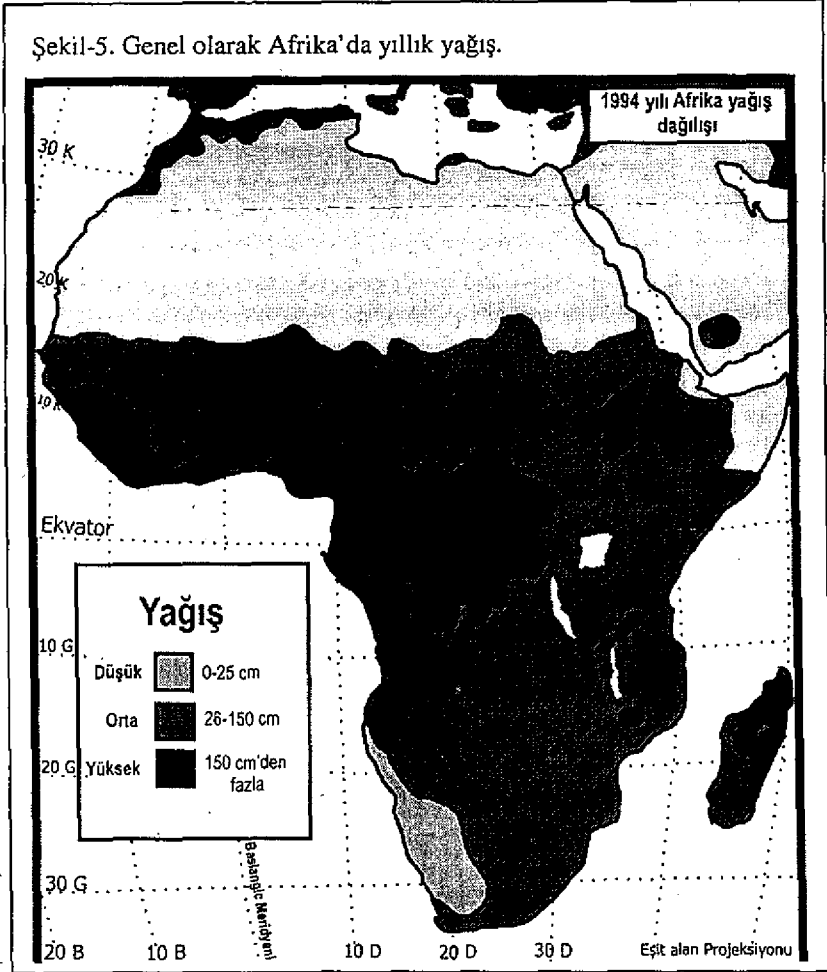 Şekil-5. Genel olarak Afrika'da yıllık yağış.
1994 yılı Afrika yağış
dağılışı
30 K
20 K
10 K
Ekvator
Yağış
10 G
Düşük 0-25 cm
Orta 26-150 cm
20 G
Yüksek 150 cm'den
fazla
Baslangic Meridyeni
30 G
20 B 10 B 10 D 20 D 30 D Eşit alan Projeksiyonu